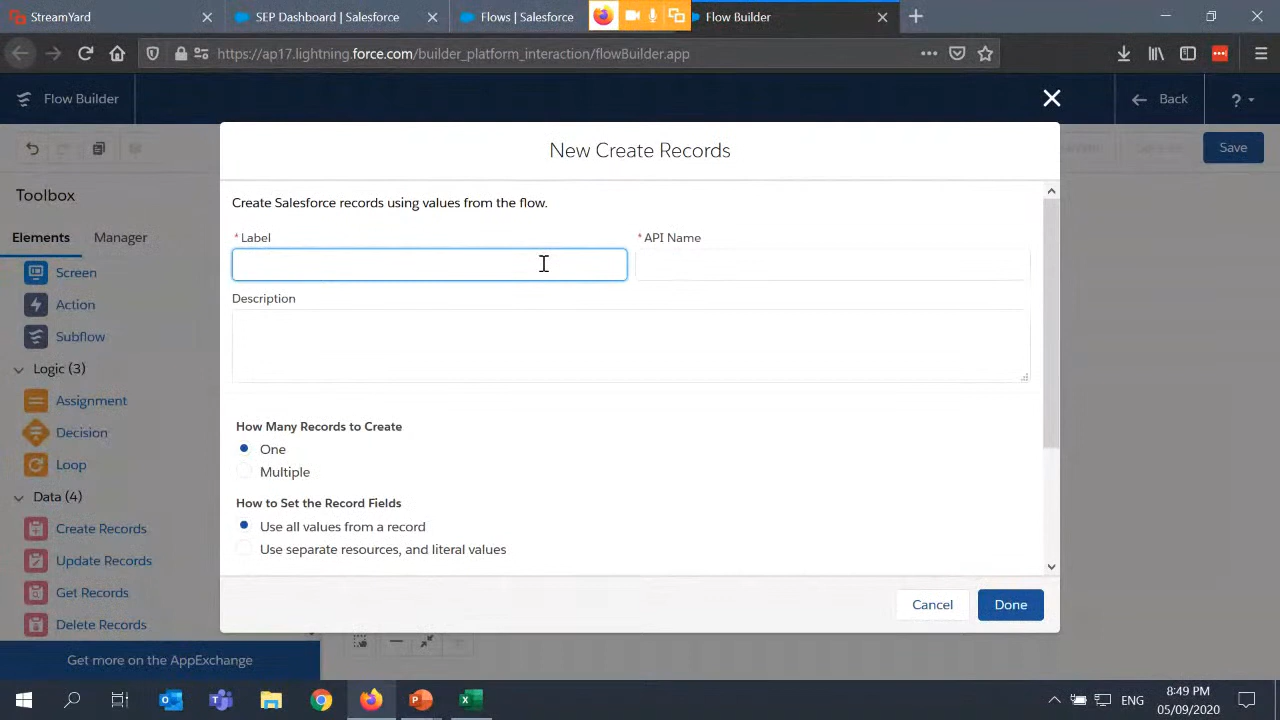 StreamYard
SEP Dashboard | Salesforce
Flows | Salesforce
Flow Builder
https://ap17.lightning.force.com/builder_platform_interaction/flowBuilder.app
Flow Builder
Back
?
Save
New Create Records
Toolbox
Elements
Manager
Screen
Action
Subflow
Logic (3)
Assignment
Decision
Loop
Data (4)
Create Records
Update Records
Get Records
Delete Records
Get more on the AppExchange
Create Salesforce records using values from the flow.
* Label
* API Name
Description
How Many Records to Create
One
Multiple
How to Set the Record Fields
Use all values from a record
Use separate resources, and literal values
Cancel
Done
ENG
8:49 PM
05/09/2020